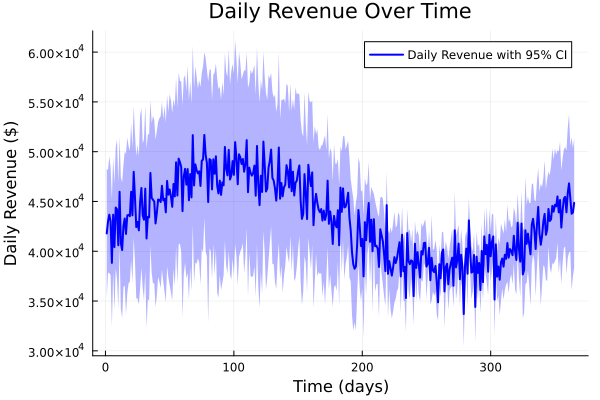 Daily Revenue Over Time
Daily Revenue with 95% CI
Daily Revenue ($)
6.00×10⁴
5.50×10⁴
5.00×10⁴
4.50×10⁴
4.00×10⁴
3.50×10⁴
3.00×10⁴
0 100 200 300
Time (days)